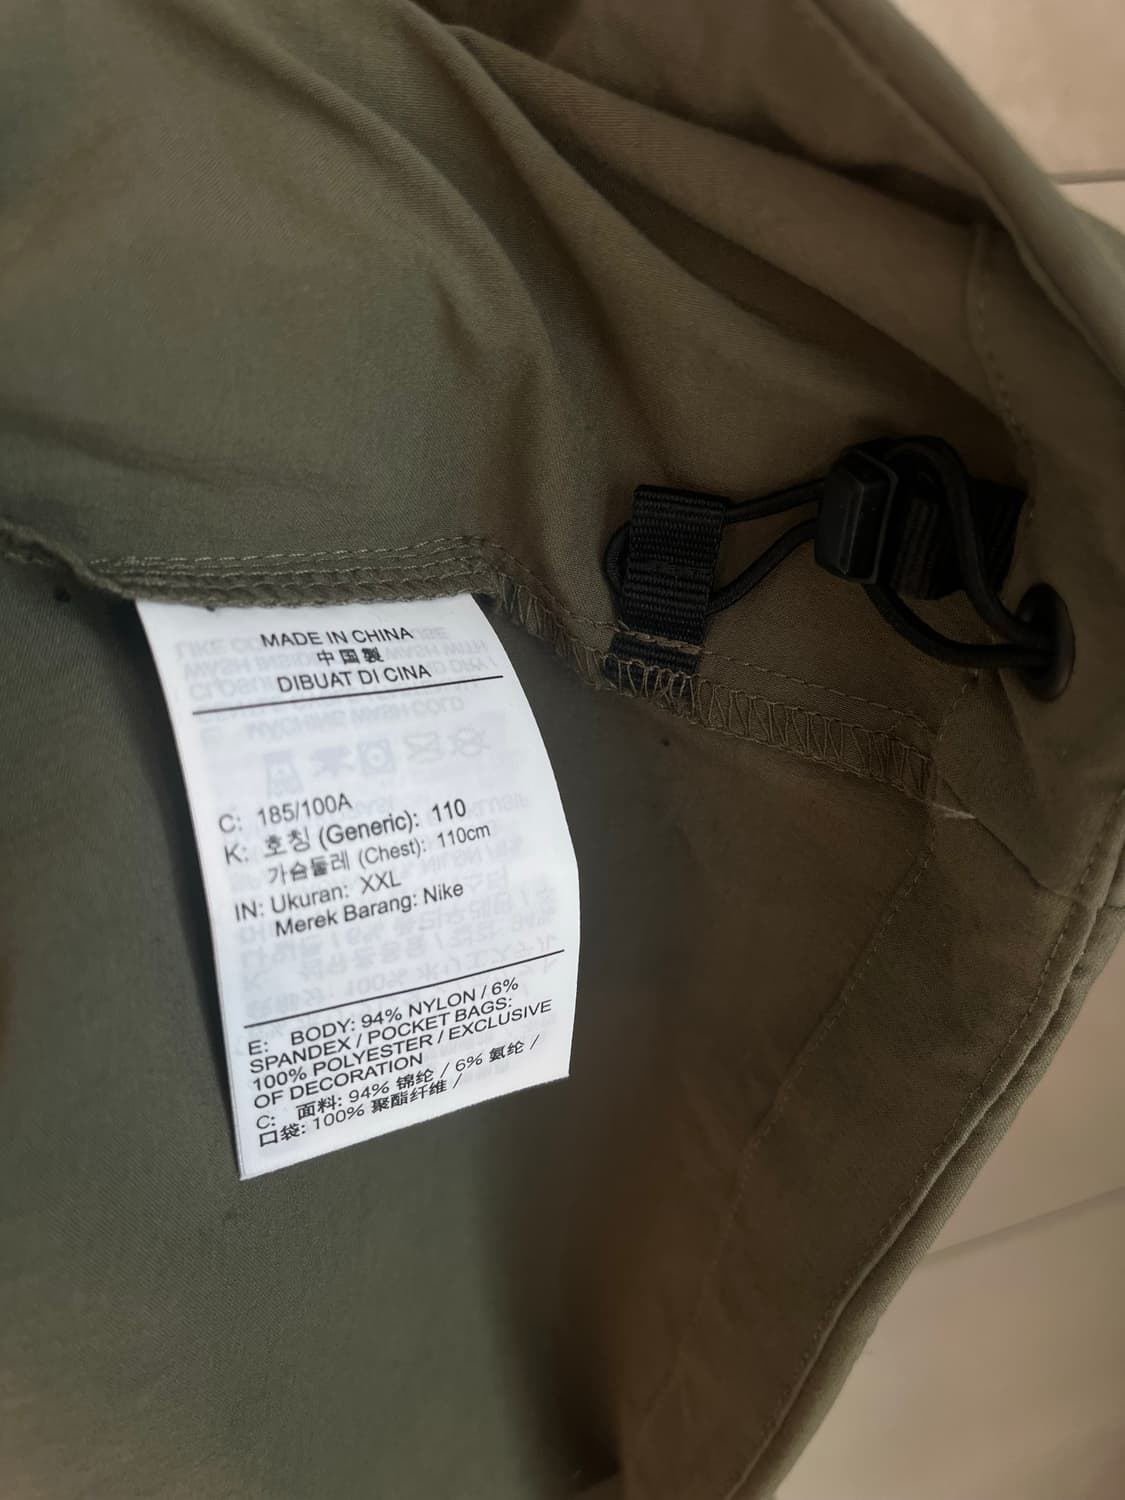 MADE IN CHINA
中国製
DIBUAT DI CINA
C: 185/100A
K: 호칭 (Generic): 110
가슴둘레 (Chest): 110cm
IN: Ukuran: XXL
Merek Barang: Nike
E: BODY: 94% NYLON / 6%
SPANDEX / POCKET BAGS:
100% POLYESTER / EXCLUSIVE
OF DECORATION
C: 面料: 94% 锦纶 / 6% 氨纶 /
口袋: 100% 聚酯纤维 /